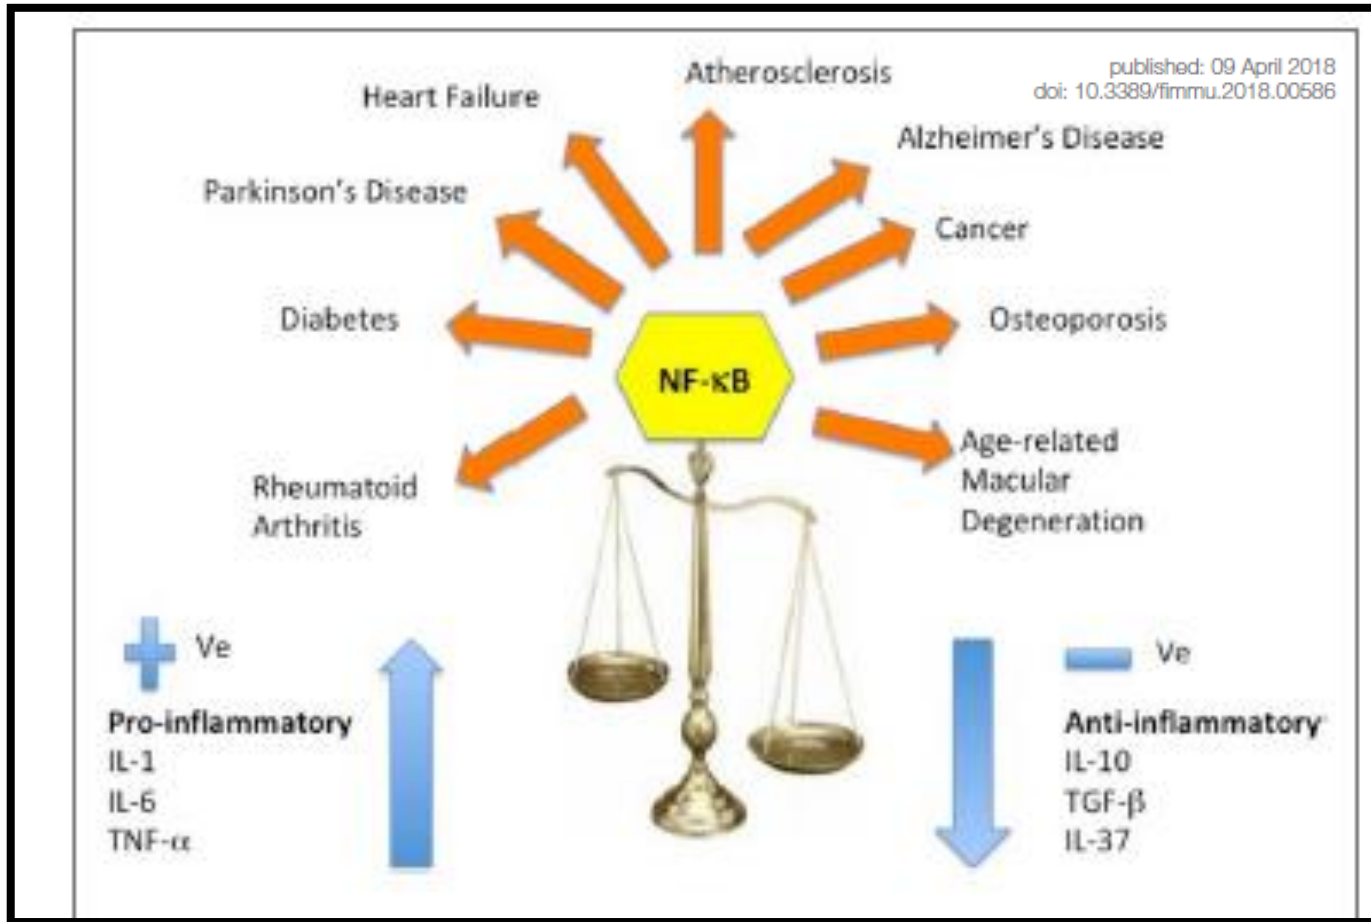 published: 09 April 2018
doi: 10.3389/fimmu.2018.00586
Atherosclerosis
Heart Failure
Alzheimer's Disease
Parkinson's Disease
Cancer
Diabetes
Osteoporosis
NF-κB
Rheumatoid
Arthritis
Age-related
Macular
Degeneration
Ve
Pro-inflammatory
IL-1
IL-6
TNF-α
Ve
Anti-inflammatory
IL-10
TGF-β
IL-37